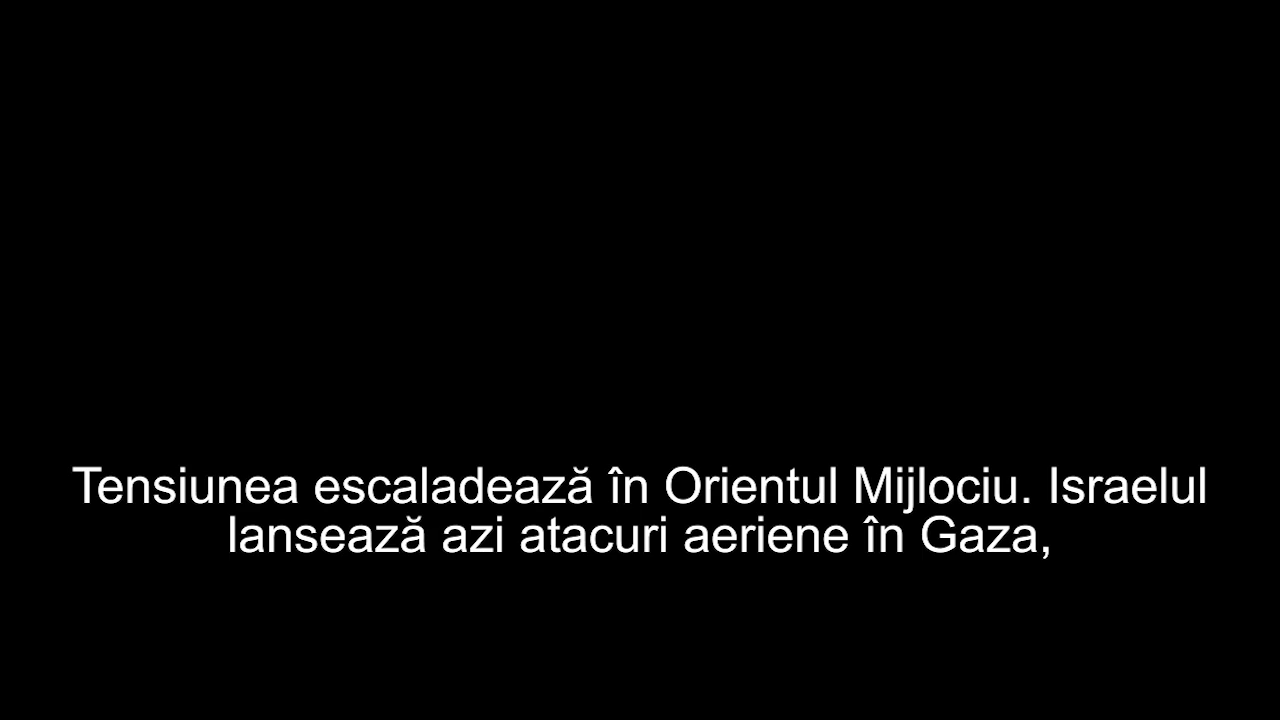 Tensiunea escaladează în Orientul Mijlociu. Israelul
lansează azi atacuri aeriene în Gaza,